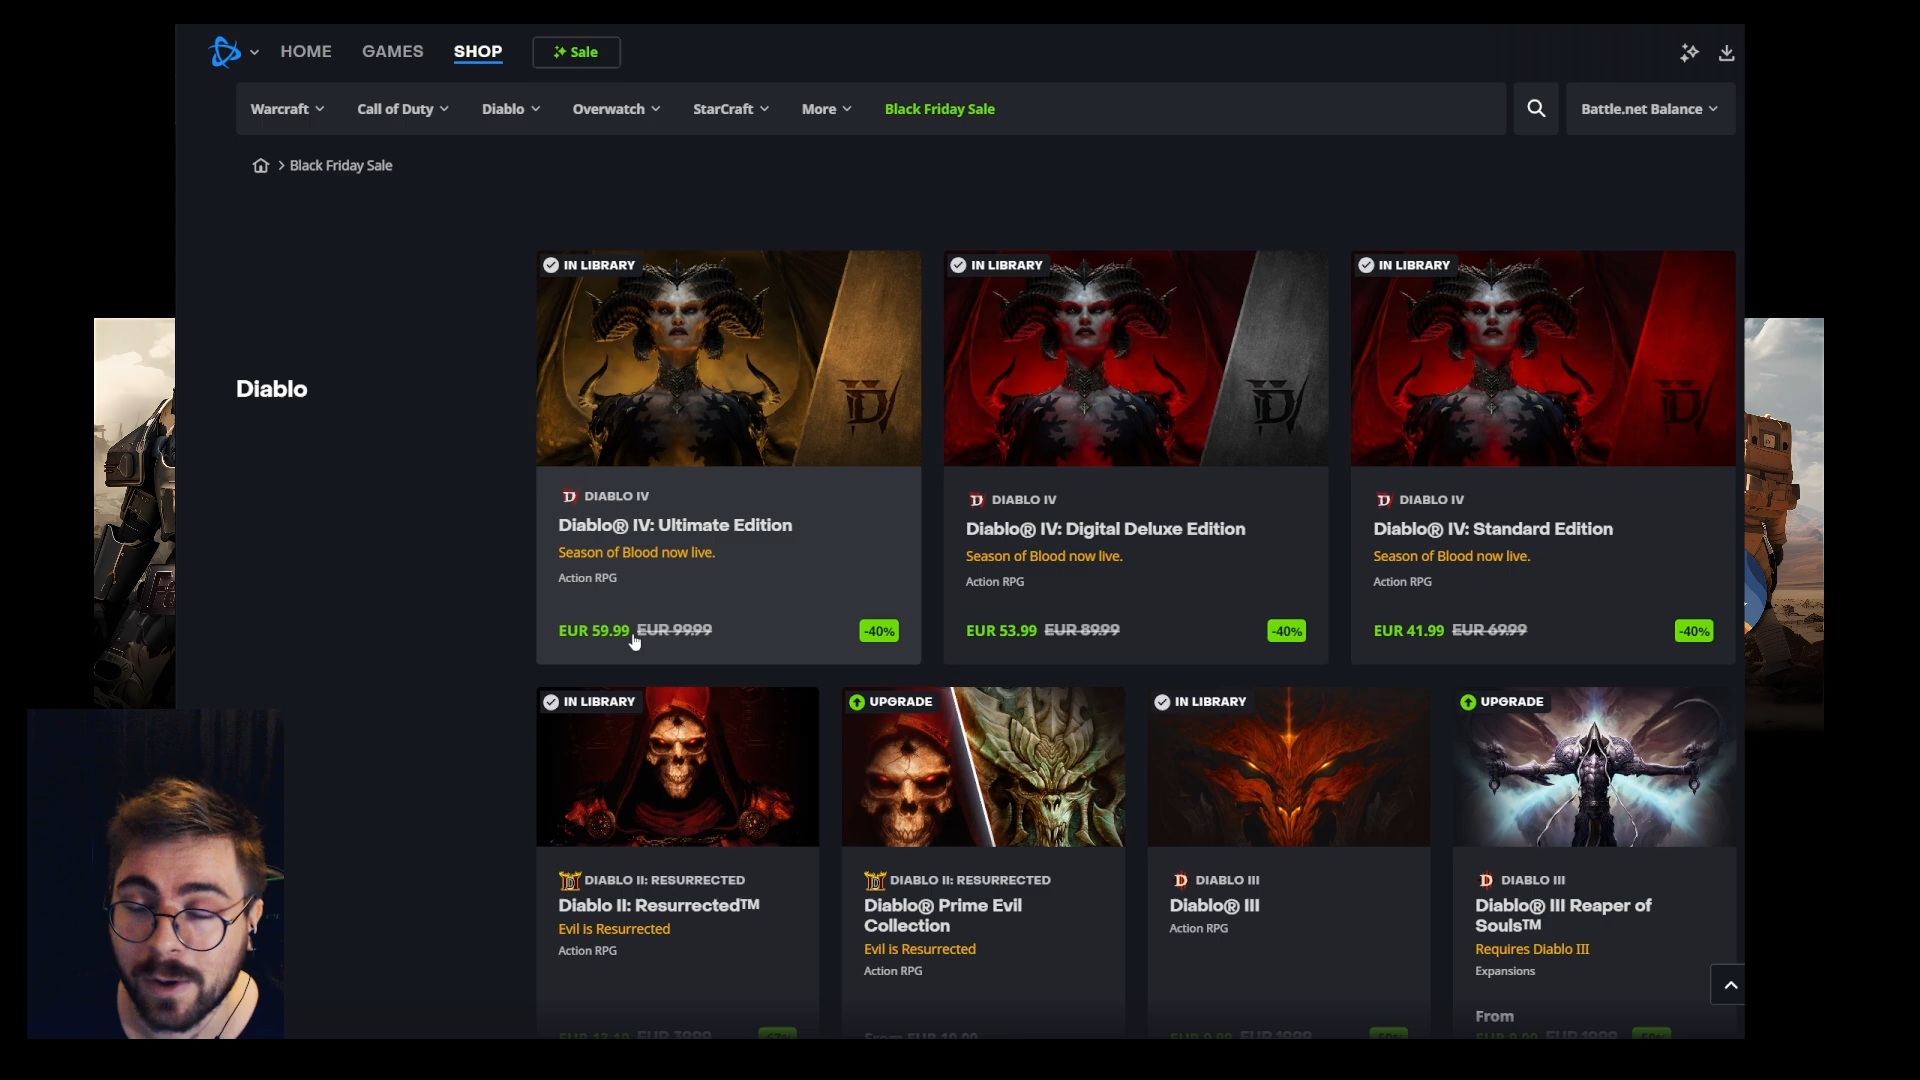 HOME GAMES SHOP Sale
Warcraft Call of Duty Diablo Overwatch StarCraft More Black Friday Sale Battle.net Balance
Black Friday Sale
Diablo
IN LIBRARY
DIABLO IV
Diablo® IV: Ultimate Edition
Season of Blood now live.
Action RPG
EUR 59.99 EUR 99.99 -40%
IN LIBRARY
DIABLO IV
Diablo® IV: Digital Deluxe Edition
Season of Blood now live.
Action RPG
EUR 53.99 EUR 89.99 -40%
IN LIBRARY
DIABLO IV
Diablo® IV: Standard Edition
Season of Blood now live.
Action RPG
EUR 41.99 EUR 69.99 -40%
IN LIBRARY
DIABLO II: RESURRECTED
Diablo II: Resurrected™
Evil is Resurrected
Action RPG
UPGRADE
DIABLO II: RESURRECTED
Diablo® Prime Evil
Collection
Evil is Resurrected
Action RPG
IN LIBRARY
DIABLO III
Diablo® III
Action RPG
UPGRADE
DIABLO III
Diablo® III Reaper of
Souls™
Requires Diablo III
Expansions
From